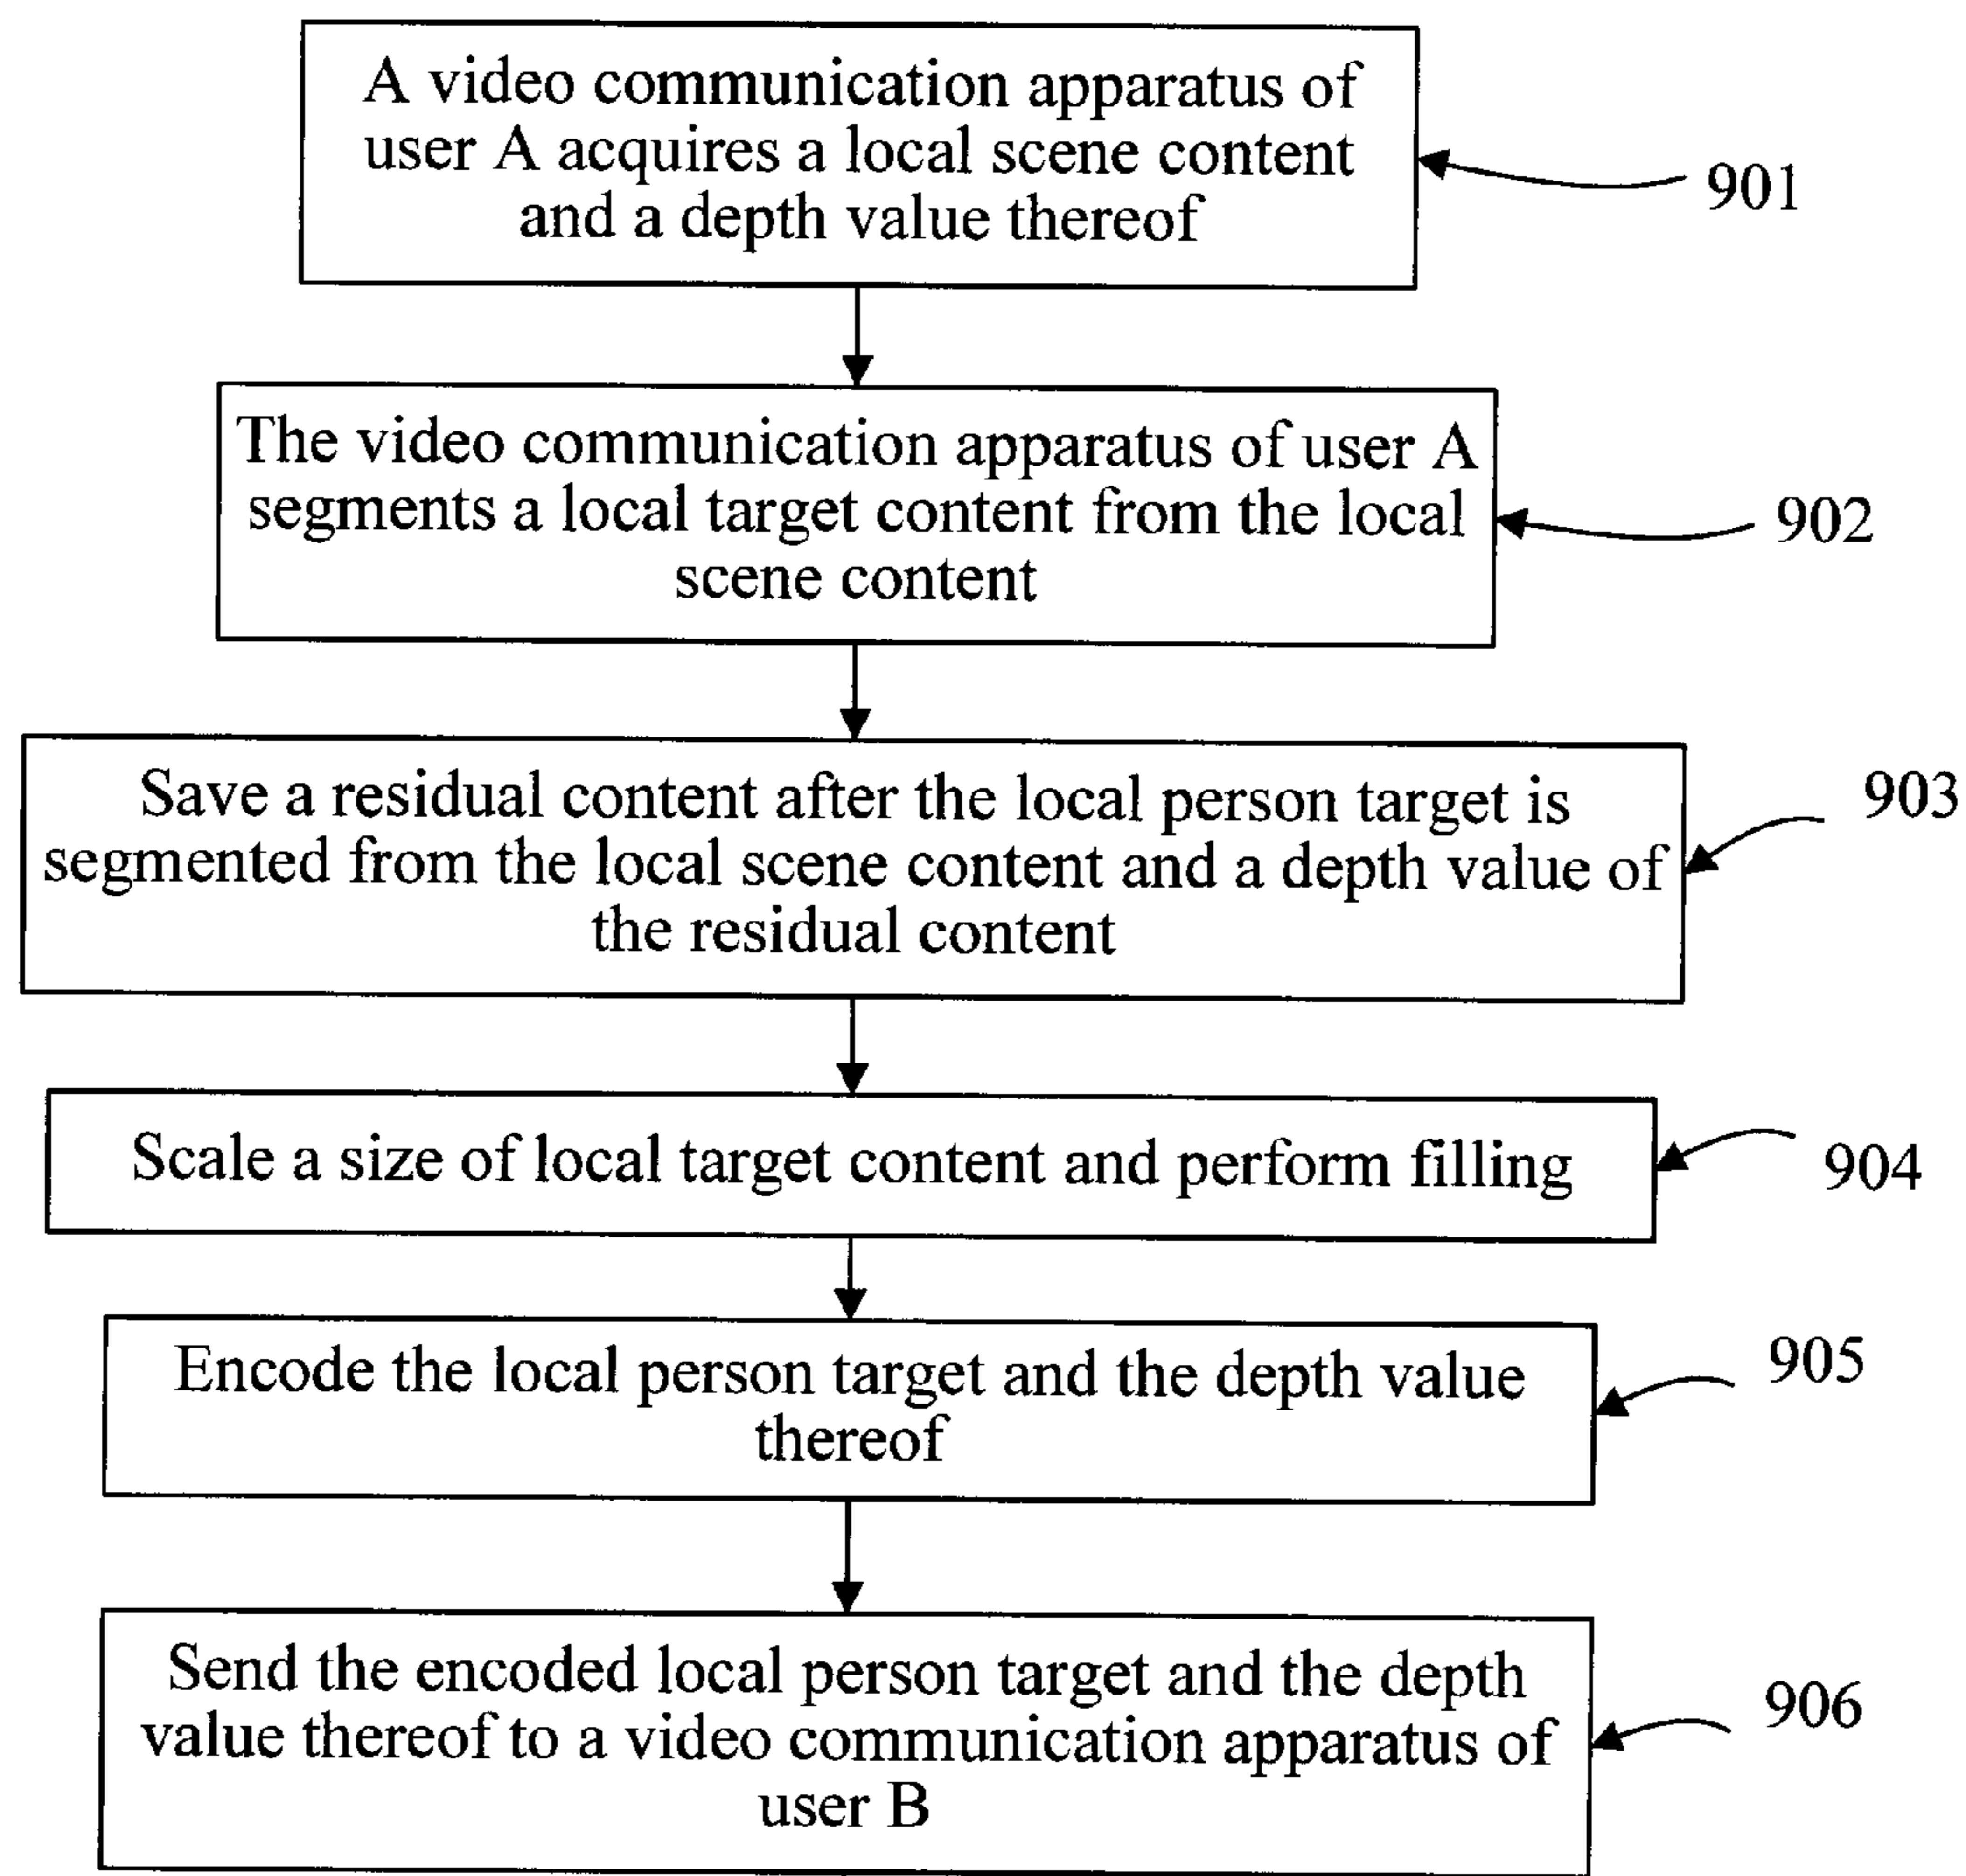 A video communication apparatus of
user A acquires a local scene content
and a depth value thereof
901
The video communication apparatus of user A
segments a local target content from the local
scene content
902
Save a residual content after the local person target is
segmented from the local scene content and a depth value of
the residual content
903
Scale a size of local target content and perform filling
904
Encode the local person target and the depth value
thereof
905
Send the encoded local person target and the depth
value thereof to a video communication apparatus of
user B
906